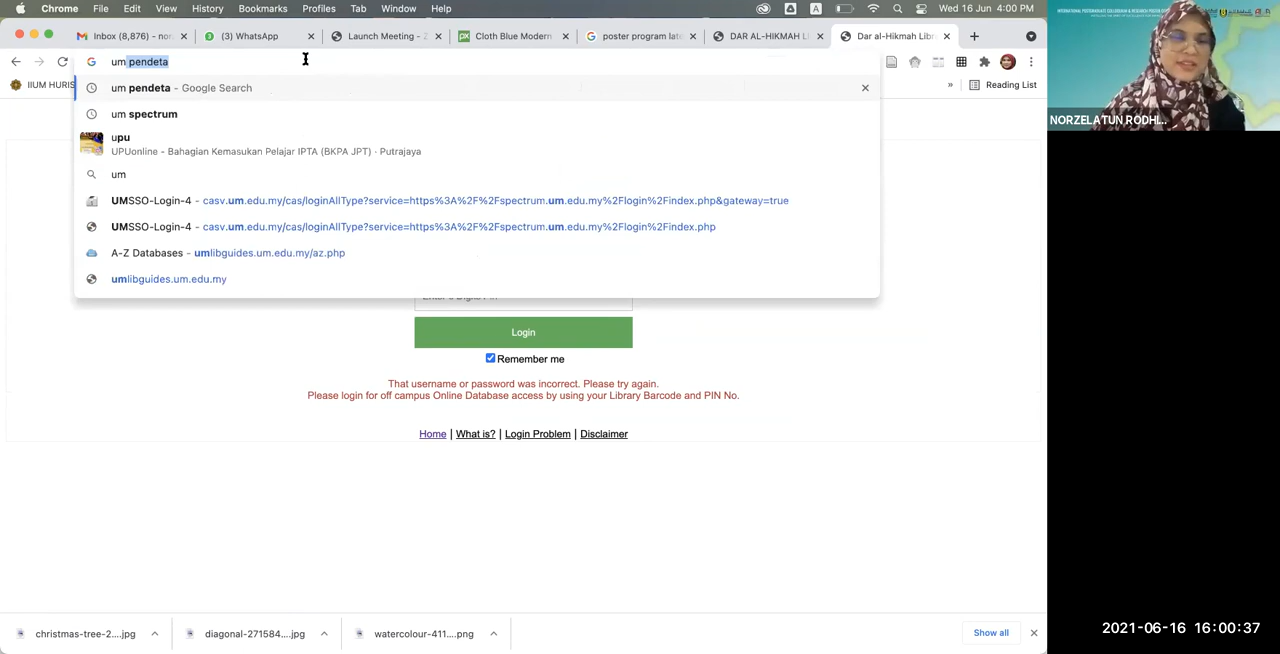 Chrome File Edit View History Bookmarks Profiles Tab Window Help
A Wed 16 Jun 4:00 PM
Inbox (8,876) - nor
(3) WhatsApp
Launch Meeting - Z
Cloth Blue Modern
poster program late
DAR AL-HIKMAH LI
Dar al-Hikmah Libr
um pendeta
IIUM HURIS
» Reading List
um pendeta - Google Search
um spectrum
upu
UPUonline - Bahagian Kemasukan Pelajar IPTA (BKPA JPT) · Putrajaya
um
UMSSO-Login-4 - casv.um.edu.my/cas/loginAllType?service=https%3A%2F%2Fspectrum.um.edu.my%2Flogin%2Findex.php&gateway=true
UMSSO-Login-4 - casv.um.edu.my/cas/loginAllType?service=https%3A%2F%2Fspectrum.um.edu.my%2Flogin%2Findex.php
A-Z Databases - umlibguides.um.edu.my/az.php
umlibguides.um.edu.my
Login
Remember me
That username or password was incorrect. Please try again.
Please login for off campus Online Database access by using your Library Barcode and PIN No.
Home | What is? | Login Problem | Disclaimer
christmas-tree-2....jpg
diagonal-271584....jpg
watercolour-411....png
Show all
NORZELATUN RODHI...
2021-06-16 16:00:37